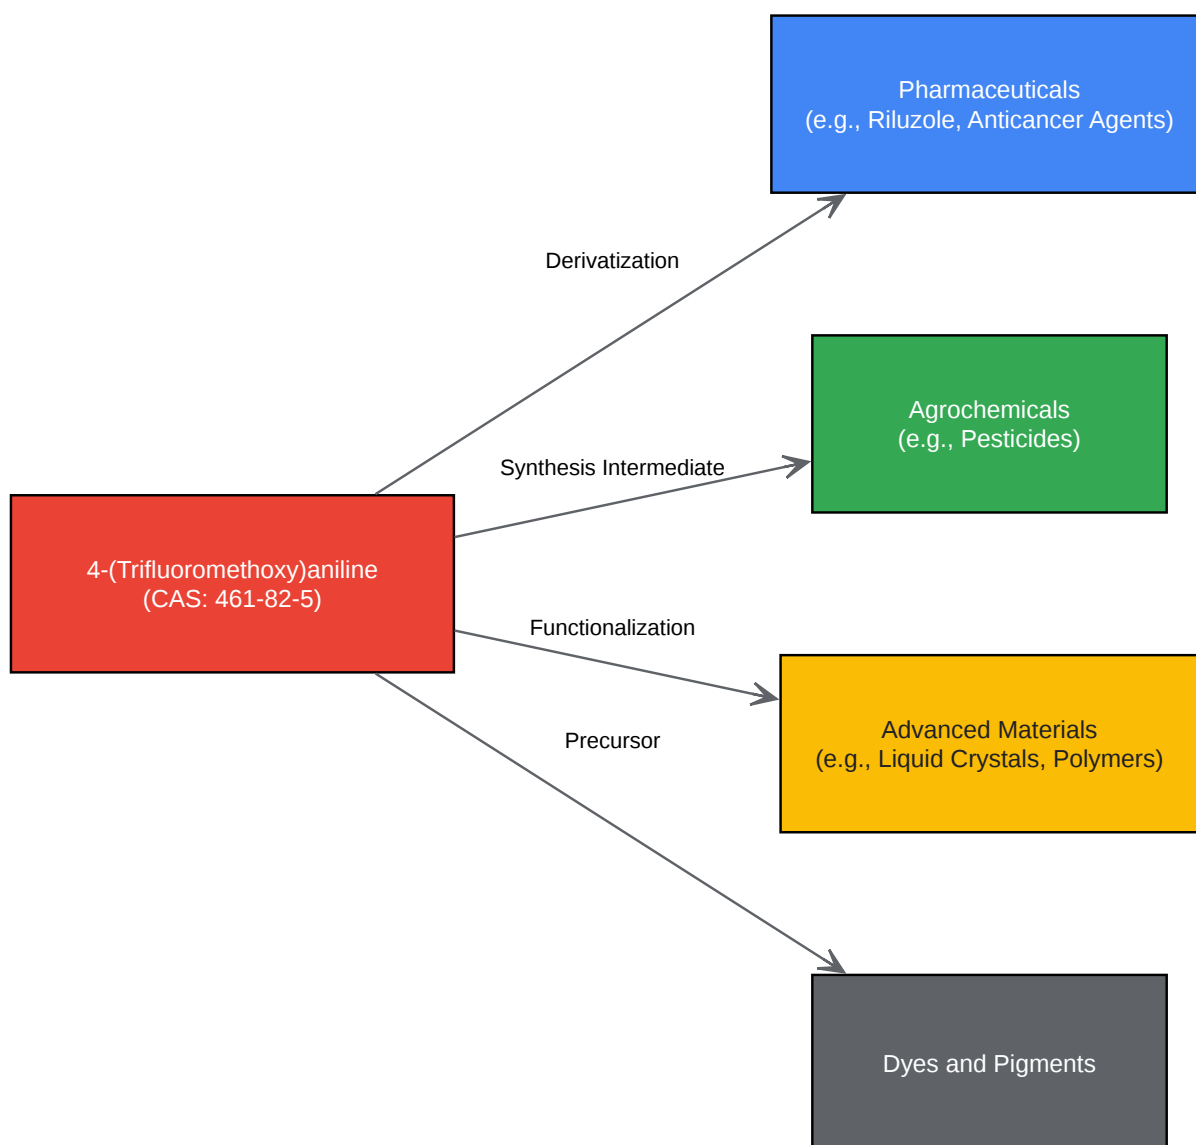 Pharmaceuticals
(e.g., Riluzole, Anticancer Agents)
Derivatization
Agrochemicals
(e.g., Pesticides)
Synthesis Intermediate
4-(Trifluoromethoxy)aniline
(CAS: 461-82-5)
Functionalization
Advanced Materials
(e.g., Liquid Crystals, Polymers)
Precursor
Dyes and Pigments